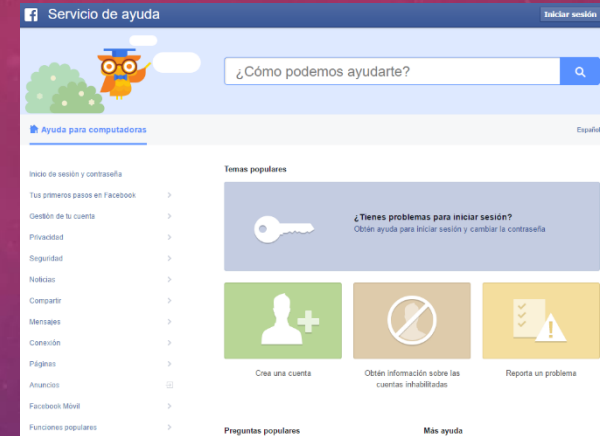 Servicio de ayuda
Iniciar sesión
¿Cómo podemos ayudarte?
Ayuda para computadoras
Español
Inicio de sesión y contraseña
Tus primeros pasos en Facebook
Gestión de tu cuenta
Privacidad
Seguridad
Noticias
Compartir
Mensajes
Conexión
Páginas
Anuncios
Facebook Móvil
Funciones populares
Temas populares
¿Tienes problemas para iniciar sesión?
Obtén ayuda para iniciar sesión y cambiar la contraseña
Crea una cuenta
Obtén información sobre las
cuentas inhabilitadas
Reporta un problema
Preguntas populares
Más ayuda